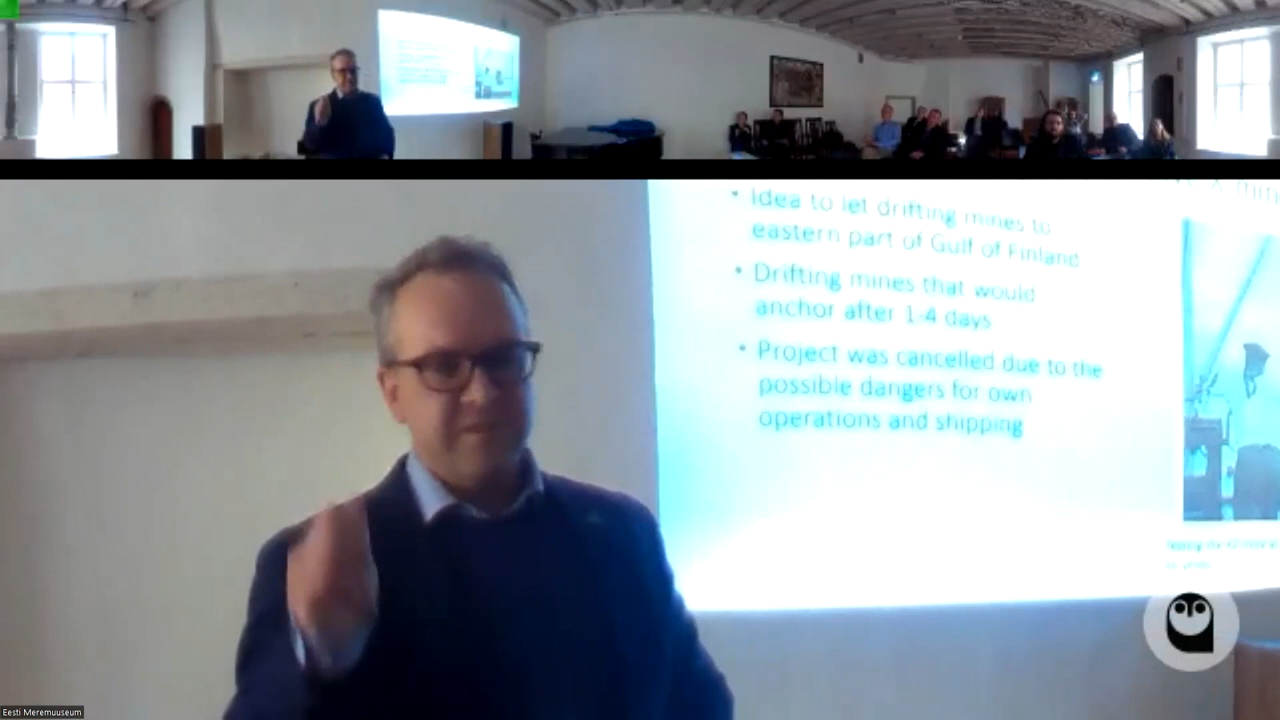 • Idea to let drifting mines to
eastern part of Gulf of Finland
• Drifting mines that would
anchor after 1-4 days
• Project was cancelled due to the
possible dangers for own
operations and shipping
Eesti Meremuuseum